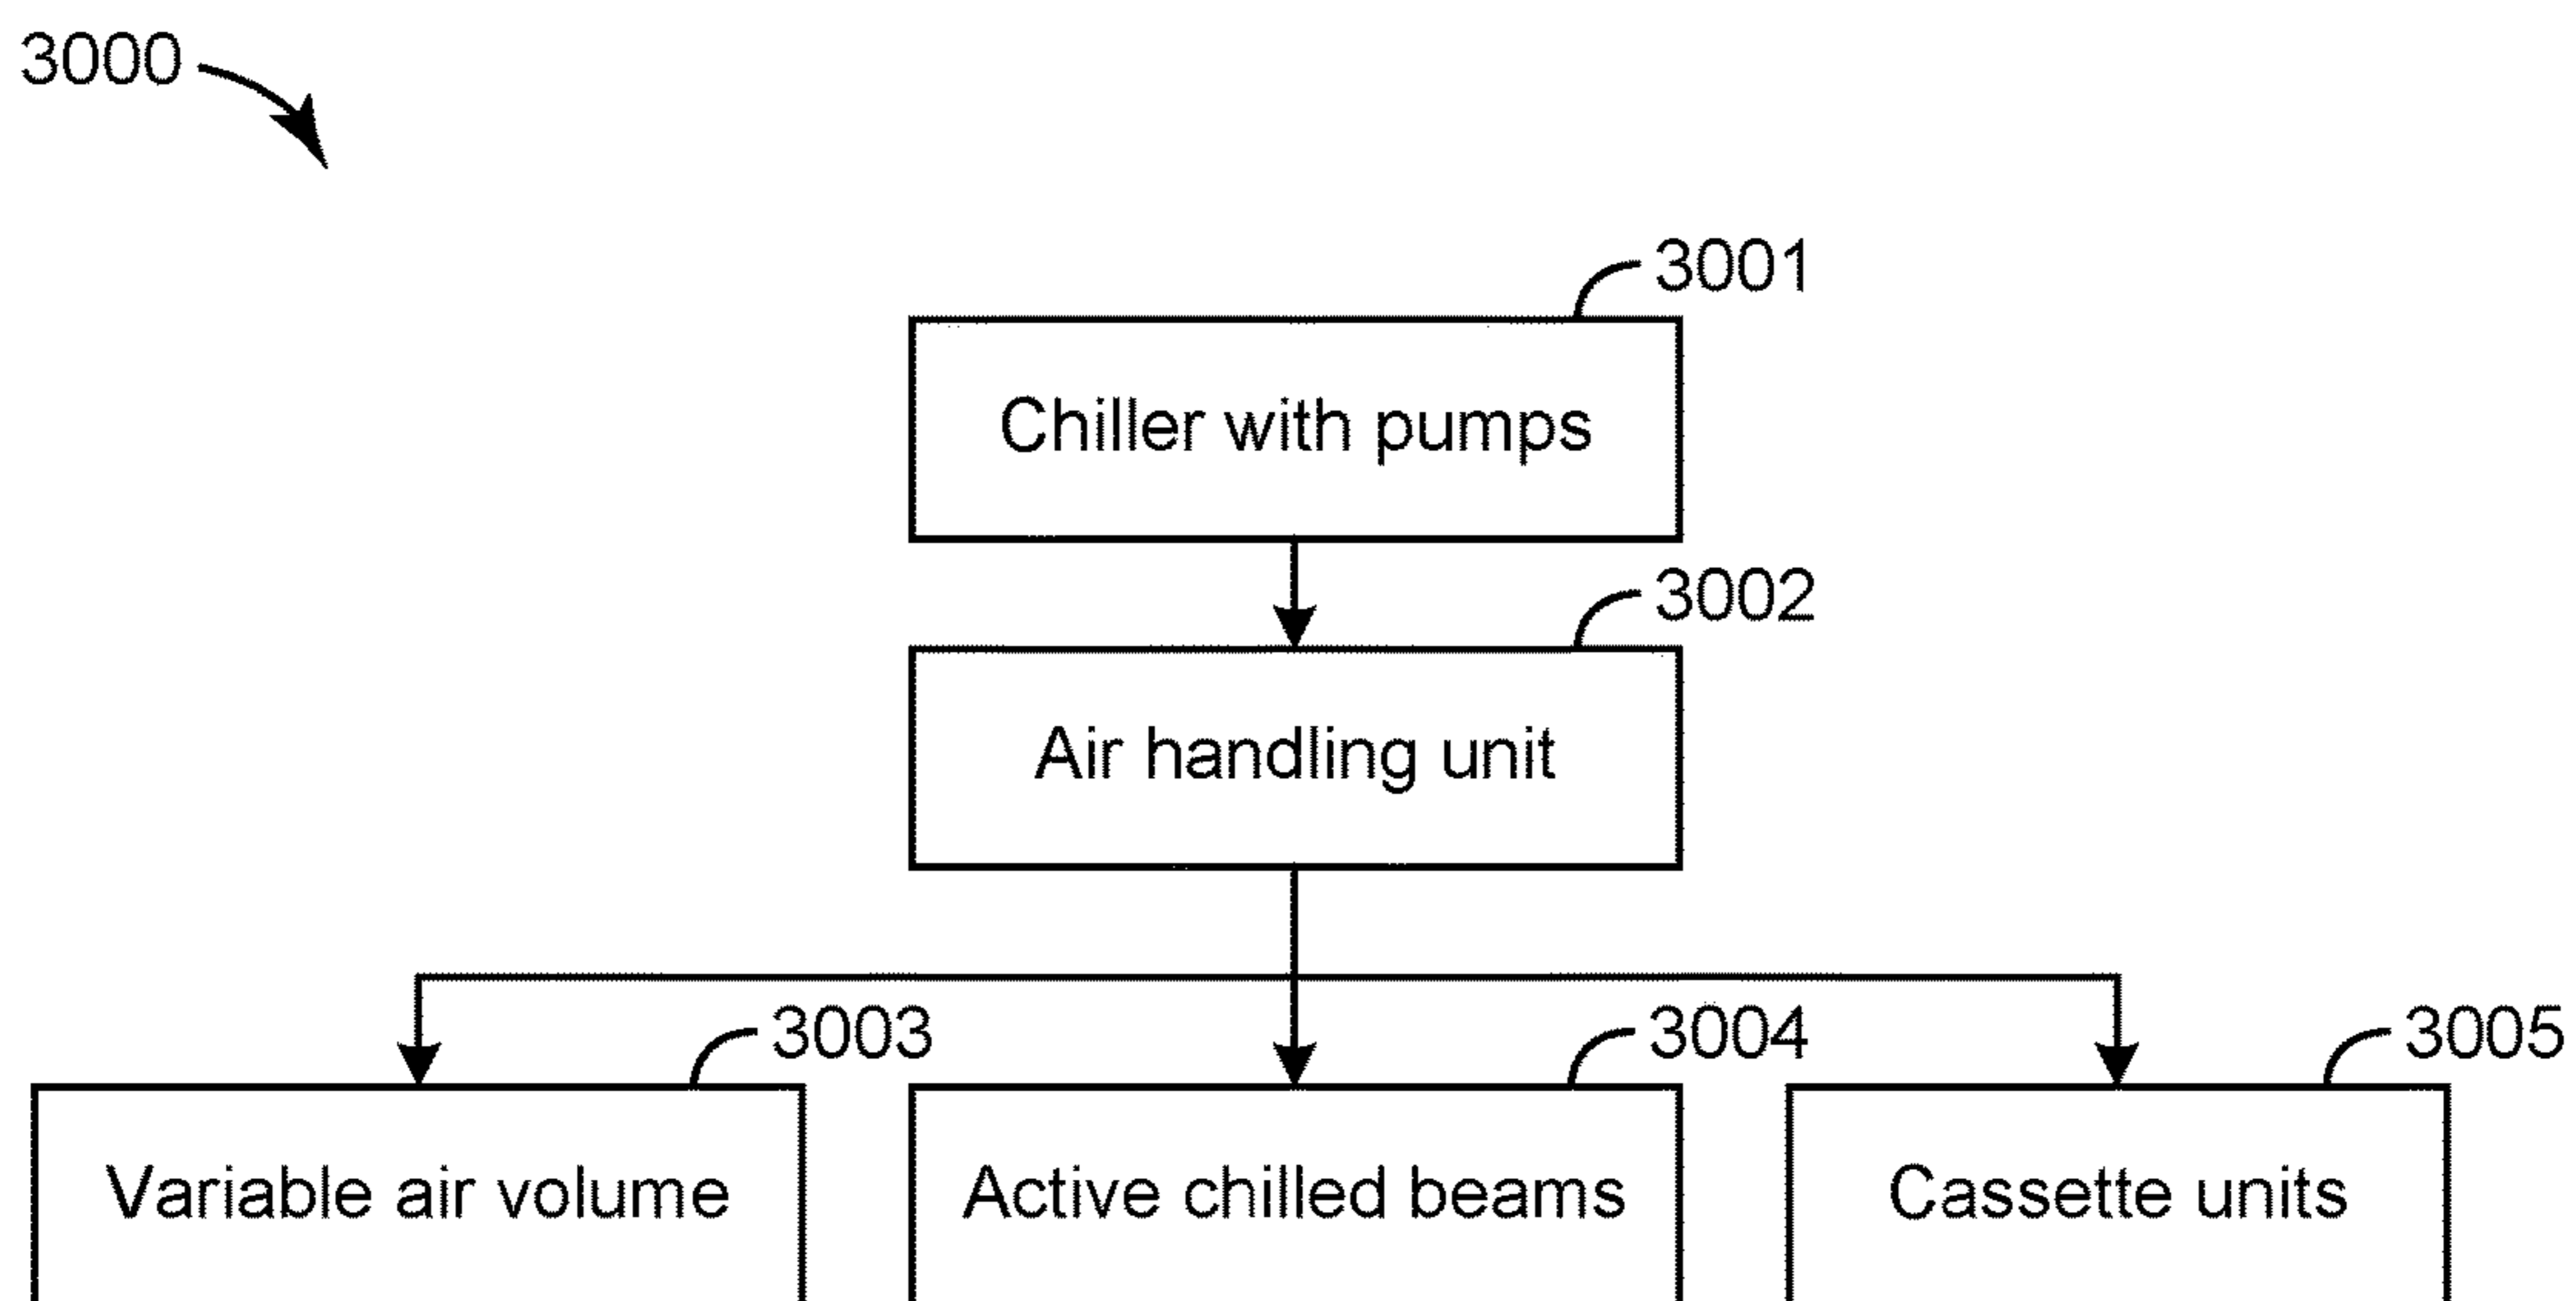 3000
3001
Chiller with pumps
3002
Air handling unit
3003
3004
3005
Variable air volume
Active chilled beams
Cassette units